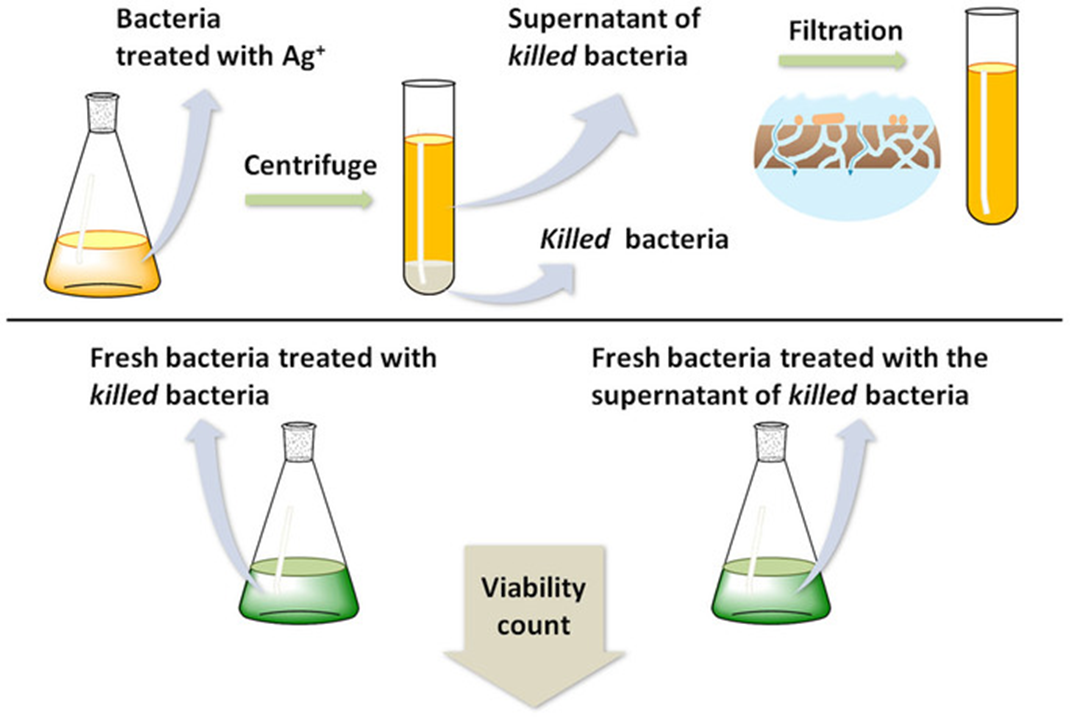 Bacteria
treated with Ag⁺
Centrifuge
Supernatant of
killed bacteria
Killed bacteria
Filtration
Fresh bacteria treated with
killed bacteria
Fresh bacteria treated with the
supernatant of killed bacteria
Viability
count